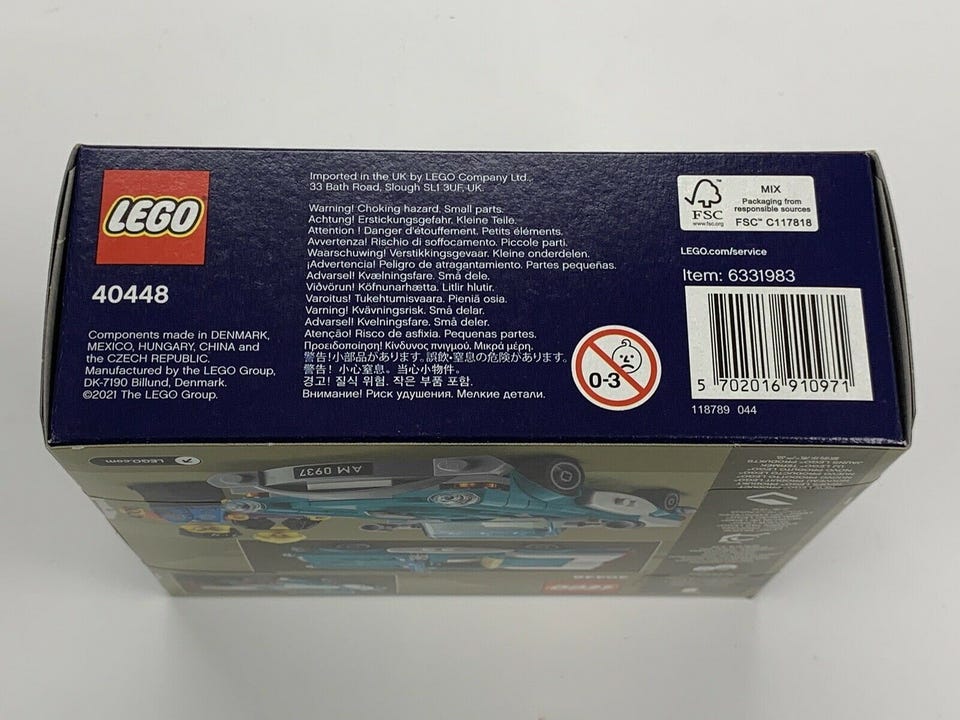 LEGO
40448
Components made in DENMARK,
MEXICO, HUNGARY, CHINA and
the CZECH REPUBLIC.
Manufactured by the LEGO Group,
DK-7190 Billund, Denmark.
©2021 The LEGO Group.
Imported in the UK by LEGO Company Ltd.,
33 Bath Road, Slough SL1 3UF, UK.
Warning! Choking hazard. Small parts.
Achtung! Erstickungsgefahr. Kleine Teile.
Attention ! Danger d'étouffement. Petits éléments.
Avvertenza! Rischio di soffocamento. Piccole parti.
Waarschuwing! Verstikkingsgevaar. Kleine onderdelen.
¡Advertencia! Peligro de atragantamiento. Partes pequeñas.
Advarsel! Kvælningsfare. Små dele.
Viðvörun! Köfnunarhætta. Litlir hlutir.
Varoitus! Tukehtumisvaara. Pieniä osia.
Varning! Kvävningsrisk. Små delar.
Advarsel! Kvelningsfare. Små deler.
Atenção! Risco de asfixia. Pequenas partes.
Προειδοποίηση! Κίνδυνος πνιγμού. Μικρά μέρη.
警告!小部品があります。誤飲・窒息の危険があります。
警告！小心窒息。当心小物件。
경고! 질식 위험. 작은 부품 포함.
Внимание! Риск удушения. Мелкие детали.
0-3
FSC
www.fsc.org
MIX
Packaging from
responsible sources
FSC™ C117818
LEGO.com/service
Item: 6331983
5 702016 910971
118789 044
LEGO.com
AM 0937
40448
LEGO